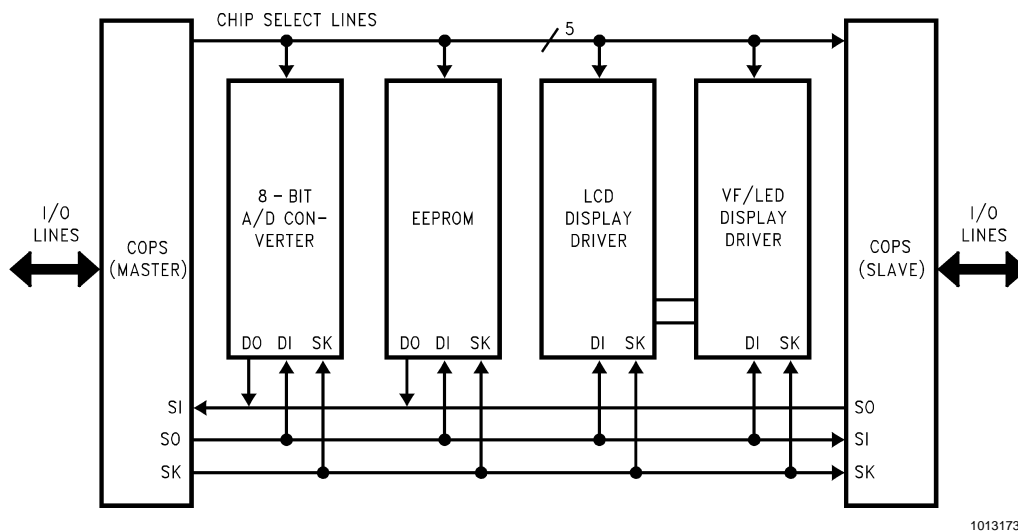 CHIP SELECT LINES
5
I/O
LINES
COPS
(MASTER)
8 - BIT
A/D CON-
VERTER
EEPROM
LCD
DISPLAY
DRIVER
VF/LED
DISPLAY
DRIVER
COPS
(SLAVE)
I/O
LINES
DO DI SK
DO DI SK
DI SK
DI SK
SI
SO
SK
SO
SI
SK
1013173